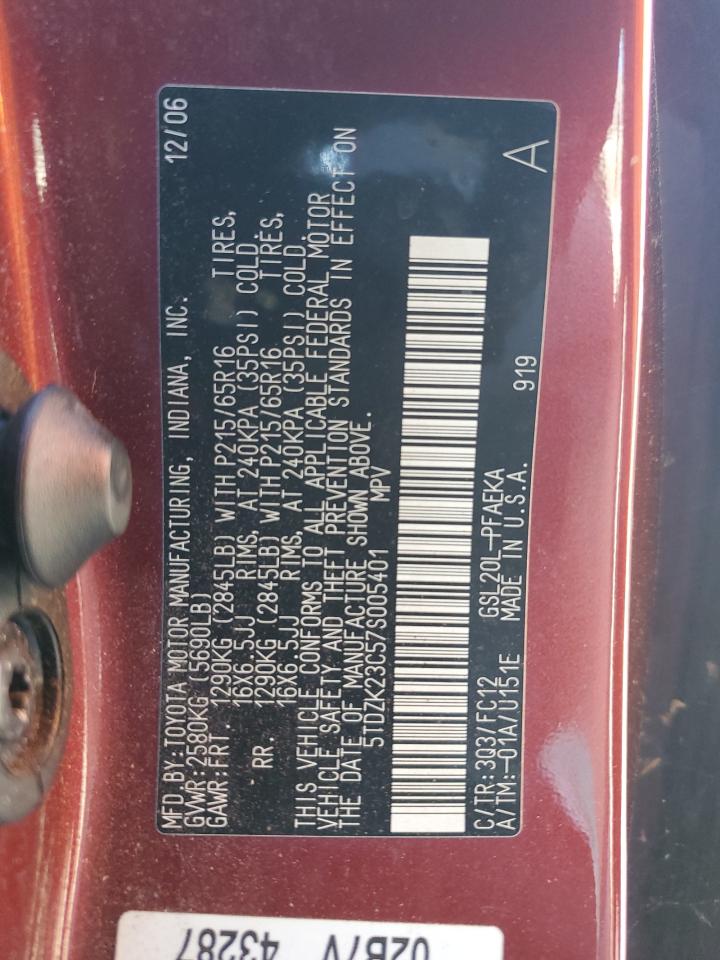 MFD.BY:TOYOTA MOTOR MANUFACTURING, INDIANA, INC. 12/06
GVWR:2580KG (5690LB)
GAWR:FRT 1290KG (2845LB) WITH P215/65R16 TIRES,
16X6.5JJ RIMS, AT 240KPA (35PSI) COLD.
RR. 1290KG (2845LB) WITH P215/65R16 TIRES,
16X6.5JJ RIMS, AT 240KPA (35PSI) COLD.
THIS VEHICLE CONFORMS TO ALL APPLICABLE FEDERAL MOTOR
VEHICLE SAFETY AND THEFT PREVENTION STANDARDS IN EFFECT ON
THE DATE OF MANUFACTURE SHOWN ABOVE.
5TDZK23C57S005401 MPV
C/TR:3Q3/FC12 GSL20L-PFAEKA 919 A
A/TM:-01A/U151E MADE IN U.S.A.
02B7V 43287